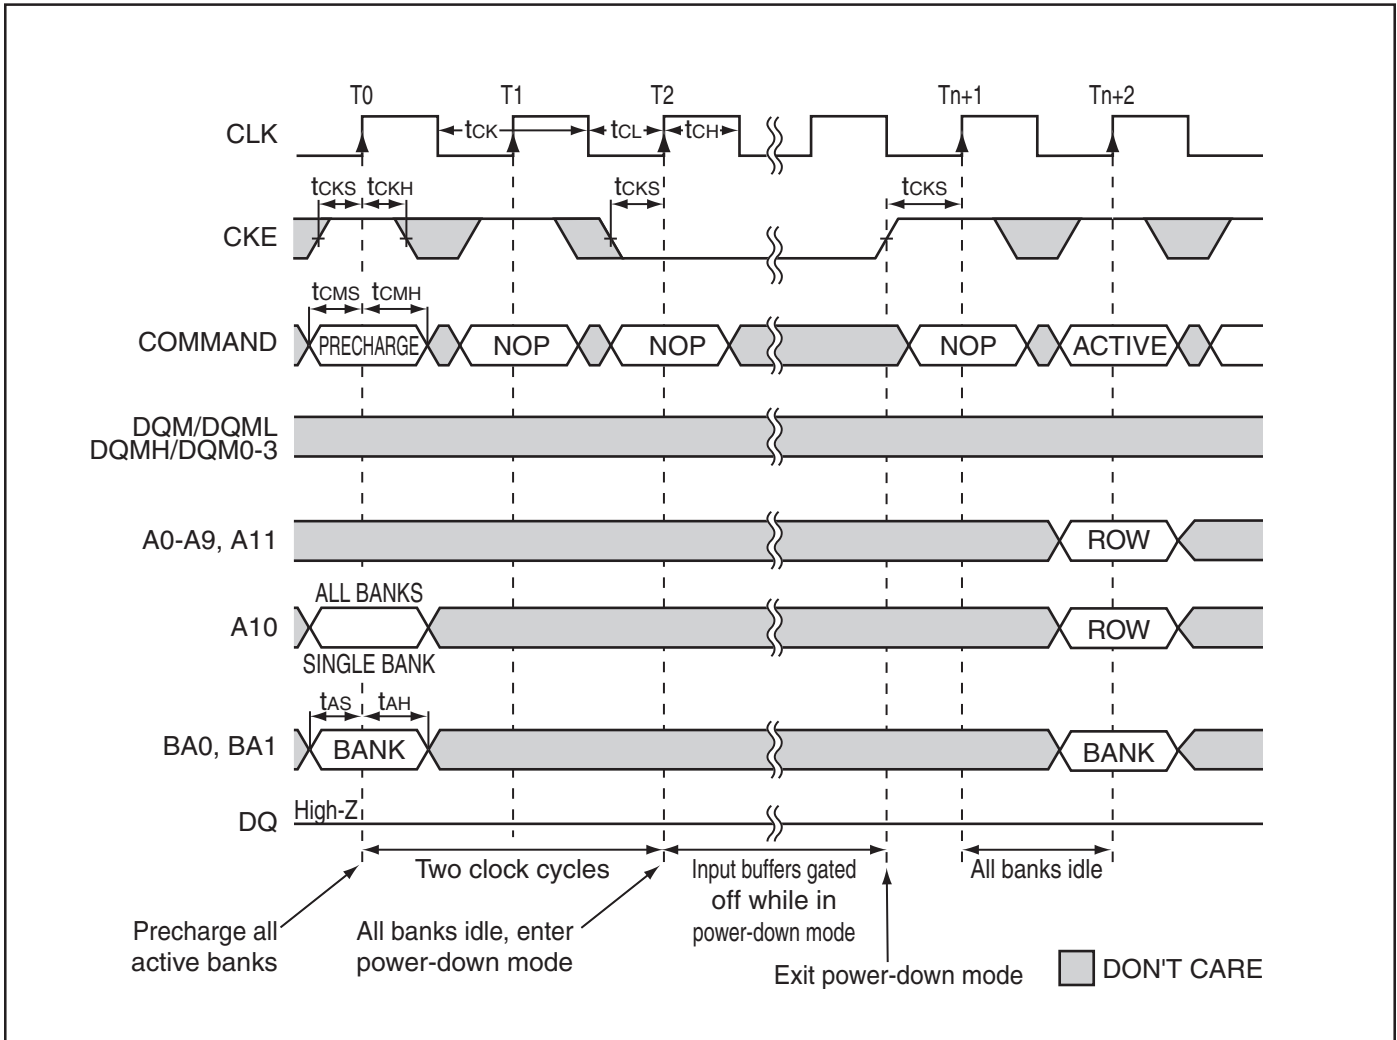 T0 T1 T2 Tn+1 Tn+2
CLK
tCK tCL tCH
tCKS tCKH tCKS tCKS
CKE
tCMS tCMH
COMMAND PRECHARGE NOP NOP NOP ACTIVE
DQM/DQML
DQMH/DQM0-3
A0-A9, A11 ROW
ALL BANKS
A10 ROW
SINGLE BANK
tAS tAH
BA0, BA1 BANK BANK
DQ High-Z
Two clock cycles
Input buffers gated
off while in
power-down mode
All banks idle
Precharge all
active banks
All banks idle, enter
power-down mode
Exit power-down mode
DON'T CARE